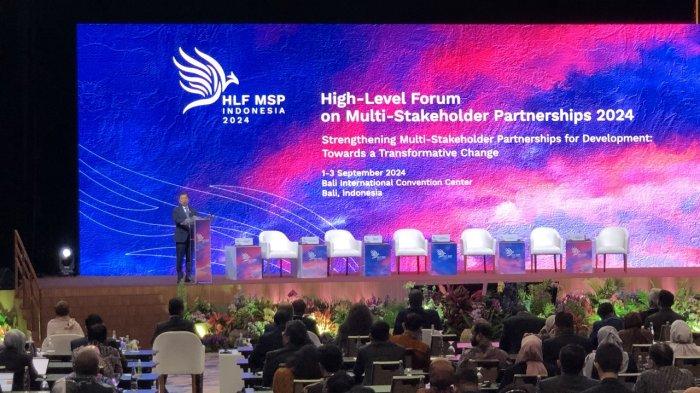 HLF MSP
INDONESIA
2024
High-Level Forum
on Multi-Stakeholder Partnerships 2024
Strengthening Multi-Stakeholder Partnerships for Development:
Towards a Transformative Change
1-3 September 2024
Bali International Convention Center
Bali, Indonesia